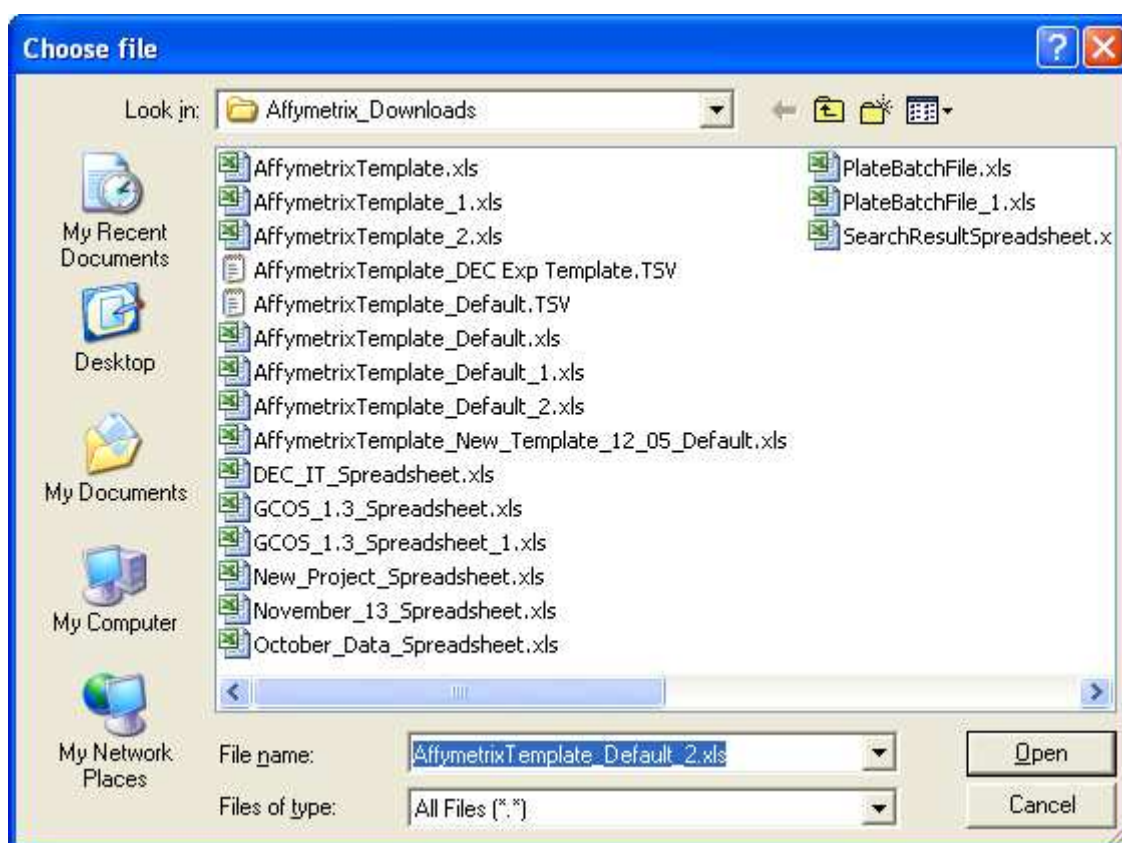 Choose file
Look in:
Affymetrix_Downloads
My Recent
Documents
Desktop
My Documents
My Computer
My Network
Places
AffymetrixTemplate.xls
AffymetrixTemplate_1.xls
AffymetrixTemplate_2.xls
AffymetrixTemplate_DEC Exp Template.TSV
AffymetrixTemplate_Default.TSV
AffymetrixTemplate_Default.xls
AffymetrixTemplate_Default_1.xls
AffymetrixTemplate_Default_2.xls
AffymetrixTemplate_New_Template_12_05_Default.xls
DEC_IT_Spreadsheet.xls
GCOS_1.3_Spreadsheet.xls
GCOS_1.3_Spreadsheet_1.xls
New_Project_Spreadsheet.xls
November_13_Spreadsheet.xls
October_Data_Spreadsheet.xls
PlateBatchFile.xls
PlateBatchFile_1.xls
SearchResultSpreadsheet.x
File name:
AffymetrixTemplate_Default_2.xls
Open
Files of type:
All Files (*.*)
Cancel